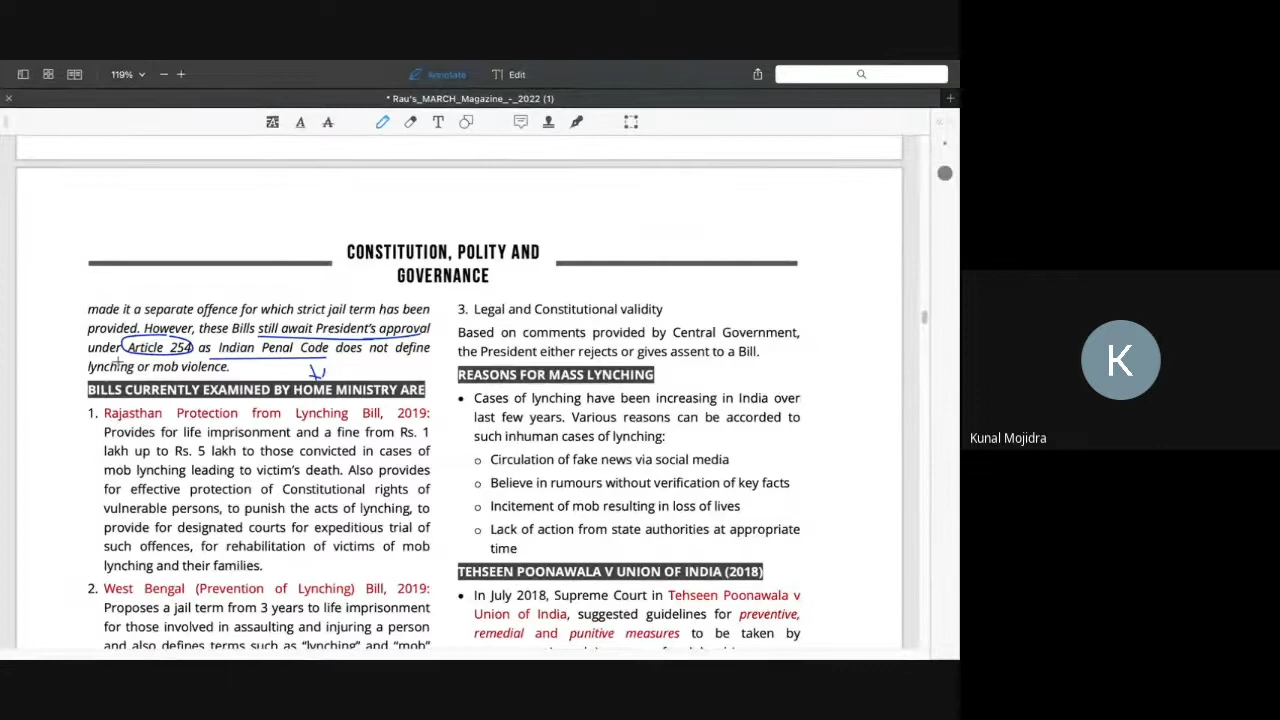 119%
Annotate
Edit
* Rau's_MARCH_Magazine_-_2022 (1)
CONSTITUTION, POLITY AND
GOVERNANCE
made it a separate offence for which strict jail term has been
provided. However, these Bills still await President's approval
under Article 254 as Indian Penal Code does not define
lynching or mob violence.
BILLS CURRENTLY EXAMINED BY HOME MINISTRY ARE
1. Rajasthan Protection from Lynching Bill, 2019:
Provides for life imprisonment and a fine from Rs. 1
lakh up to Rs. 5 lakh to those convicted in cases of
mob lynching leading to victim's death. Also provides
for effective protection of Constitutional rights of
vulnerable persons, to punish the acts of lynching, to
provide for designated courts for expeditious trial of
such offences, for rehabilitation of victims of mob
lynching and their families.
2. West Bengal (Prevention of Lynching) Bill, 2019:
Proposes a jail term from 3 years to life imprisonment
for those involved in assaulting and injuring a person
and also defines terms such as "lynching" and "mob"
3. Legal and Constitutional validity
Based on comments provided by Central Government,
the President either rejects or gives assent to a Bill.
REASONS FOR MASS LYNCHING
• Cases of lynching have been increasing in India over
last few years. Various reasons can be accorded to
such inhuman cases of lynching:
o Circulation of fake news via social media
o Believe in rumours without verification of key facts
o Incitement of mob resulting in loss of lives
o Lack of action from state authorities at appropriate
time
TEHSEEN POONAWALA V UNION OF INDIA (2018)
• In July 2018, Supreme Court in Tehseen Poonawala v
Union of India, suggested guidelines for preventive,
remedial and punitive measures to be taken by
K
Kunal Mojidra